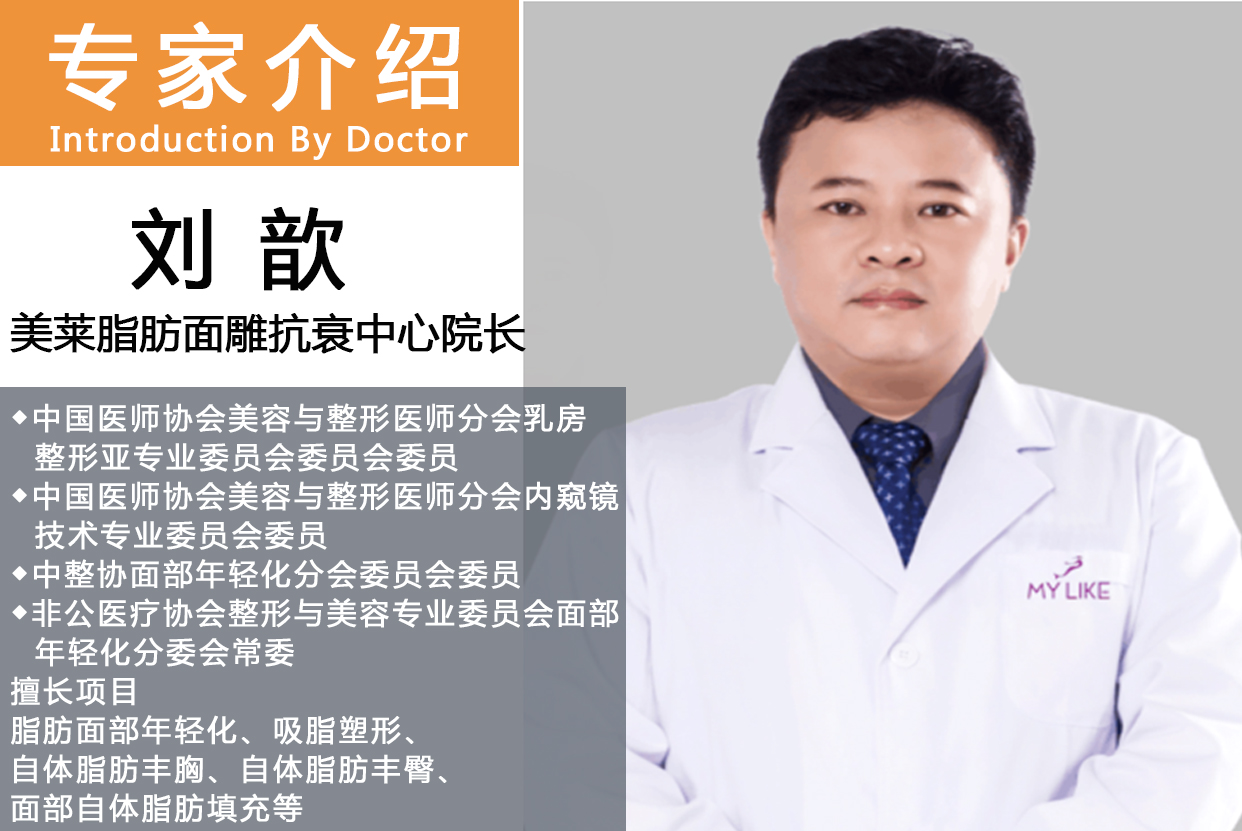 专家介绍
Introduction By Doctor
刘 歆
美莱脂肪面雕抗衰中心院长
◆中国医师协会美容与整形医师分会乳房
整形亚专业委员会委员会委员
◆中国医师协会美容与整形医师分会内窥镜
技术专业委员会委员
◆中整协面部年轻化分会委员会委员
◆非公医疗协会整形与美容专业委员会面部
年轻化分委会常委
擅长项目
脂肪面部年轻化、吸脂塑形、
自体脂肪丰胸、自体脂肪丰臀、
面部自体脂肪填充等
MY LIKE